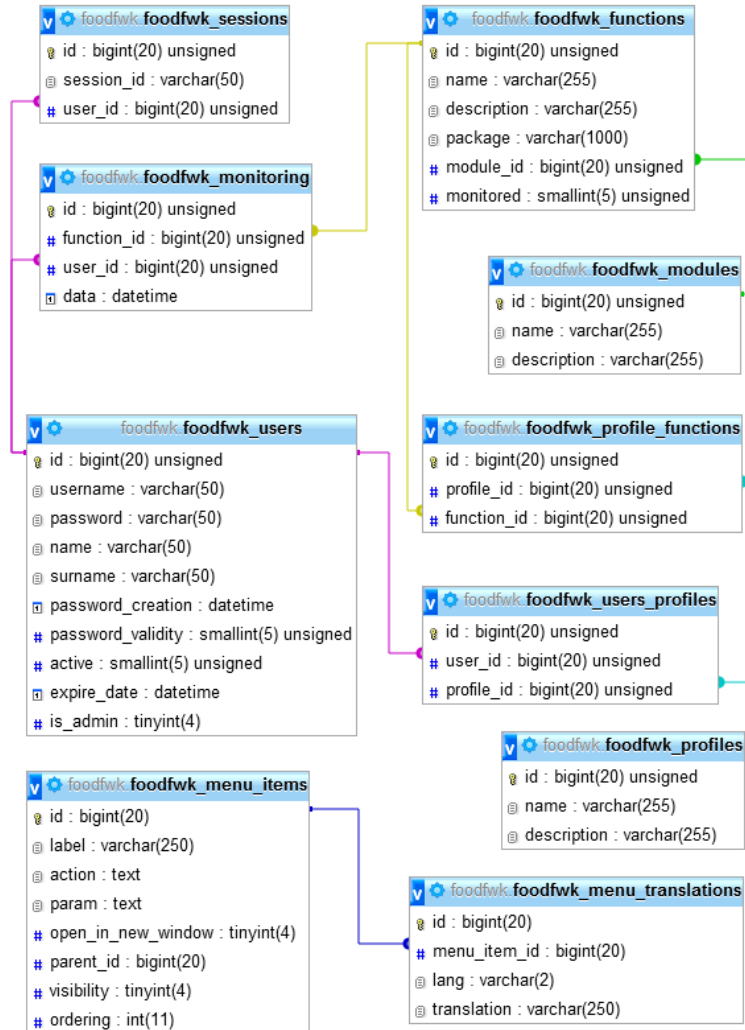 v foodfwk.foodfwk_sessions
id : bigint(20) unsigned
session_id : varchar(50)
# user_id : bigint(20) unsigned
v foodfwk.foodfwk_monitoring
id : bigint(20) unsigned
# function_id : bigint(20) unsigned
# user_id : bigint(20) unsigned
data : datetime
v foodfwk.foodfwk_users
id : bigint(20) unsigned
username : varchar(50)
password : varchar(50)
name : varchar(50)
surname : varchar(50)
password_creation : datetime
# password_validity : smallint(5) unsigned
# active : smallint(5) unsigned
expire_date : datetime
# is_admin : tinyint(4)
v foodfwk.foodfwk_menu_items
id : bigint(20)
label : varchar(250)
action : text
param : text
# open_in_new_window : tinyint(4)
# parent_id : bigint(20)
# visibility : tinyint(4)
# ordering : int(11)
v foodfwk.foodfwk_functions
id : bigint(20) unsigned
name : varchar(255)
description : varchar(255)
package : varchar(1000)
# module_id : bigint(20) unsigned
# monitored : smallint(5) unsigned
v foodfwk.foodfwk_modules
id : bigint(20) unsigned
name : varchar(255)
description : varchar(255)
v foodfwk.foodfwk_profile_functions
id : bigint(20) unsigned
# profile_id : bigint(20) unsigned
# function_id : bigint(20) unsigned
v foodfwk.foodfwk_users_profiles
id : bigint(20) unsigned
# user_id : bigint(20) unsigned
# profile_id : bigint(20) unsigned
v foodfwk.foodfwk_profiles
id : bigint(20) unsigned
name : varchar(255)
description : varchar(255)
v foodfwk.foodfwk_menu_translations
id : bigint(20)
# menu_item_id : bigint(20)
lang : varchar(2)
translation : varchar(250)